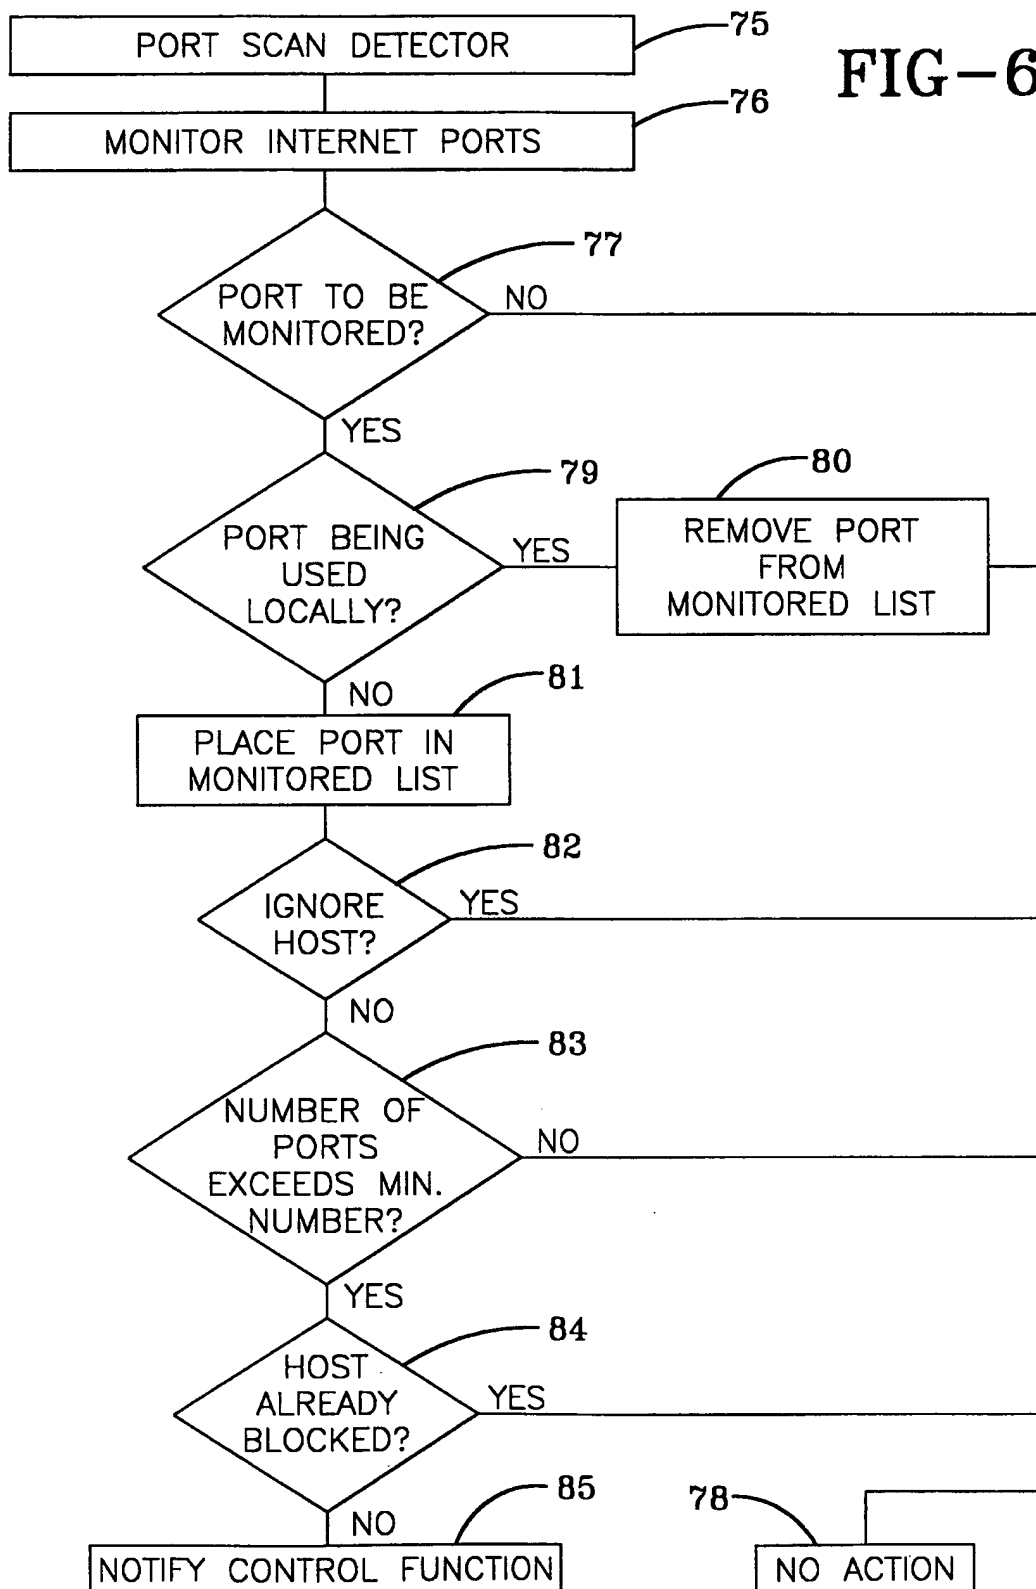 PORT SCAN DETECTOR
75
FIG-6
76
MONITOR INTERNET PORTS
77
PORT TO BE
MONITORED?
NO
YES
79
80
PORT BEING
USED
LOCALLY?
YES
REMOVE PORT
FROM
MONITORED LIST
NO
81
PLACE PORT IN
MONITORED LIST
82
IGNORE
HOST?
YES
NO
83
NUMBER OF
PORTS
EXCEEDS MIN.
NUMBER?
NO
YES
84
HOST
ALREADY
BLOCKED?
YES
NO
85
78
NOTIFY CONTROL FUNCTION
NO ACTION